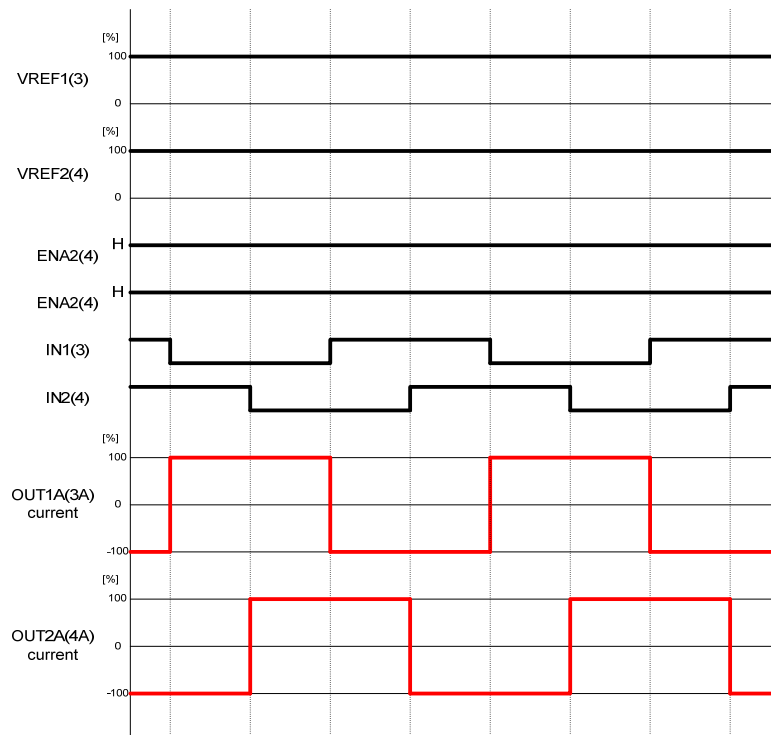 [%]
100
VREF1(3)
0
[%]
100
VREF2(4)
0
H
ENA2(4)
H
ENA2(4)
IN1(3)
IN2(4)
[%]
100
OUT1A(3A)
0
current
-100
[%]
100
OUT2A(4A)
0
current
-100